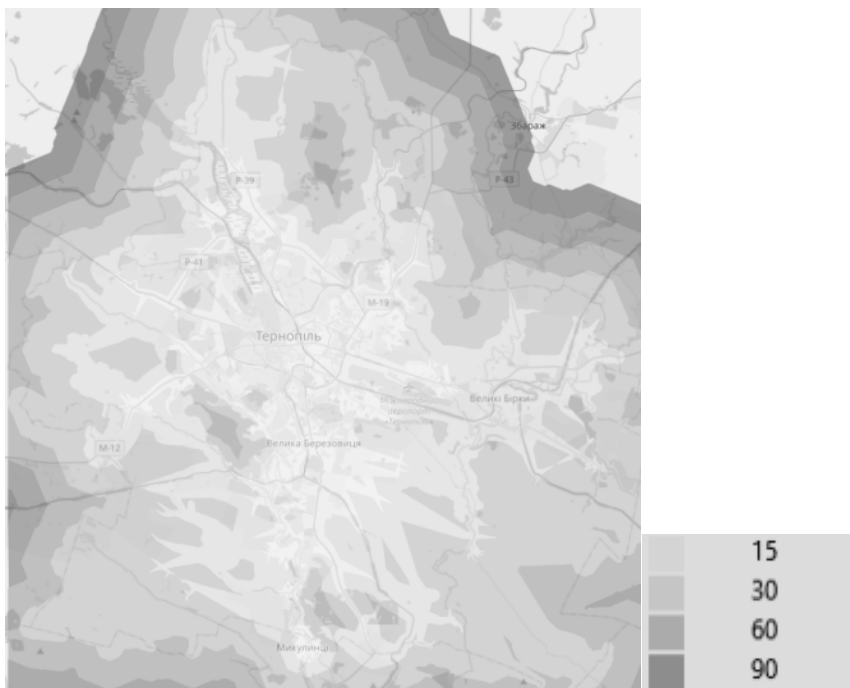 Збараж
Р-39
Р-43
Р-41
М-19
Тернопіль
Великі Бірки
Велика Березовиця
М-12
Микулинці
15
30
60
90